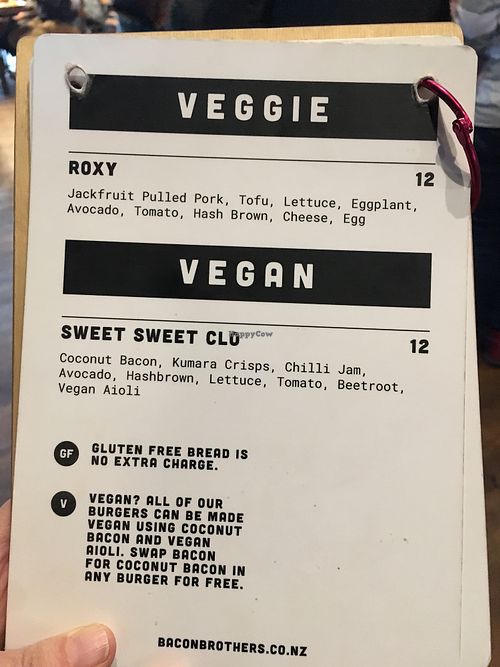 VEGGIE
ROXY
12
Jackfruit Pulled Pork, Tofu, Lettuce, Eggplant,
Avocado, Tomato, Hash Brown, Cheese, Egg
VEGAN
SWEET SWEET CLU
HappyCow
12
Coconut Bacon, Kumara Crisps, Chilli Jam,
Avocado, Hashbrown, Lettuce, Tomato, Beetroot,
Vegan Aioli
GF
GLUTEN FREE BREAD IS
NO EXTRA CHARGE.
V
VEGAN? ALL OF OUR
BURGERS CAN BE MADE
VEGAN USING COCONUT
BACON AND VEGAN
AIOLI. SWAP BACON
FOR COCONUT BACON IN
ANY BURGER FOR FREE.
BACONBROTHERS.CO.NZ